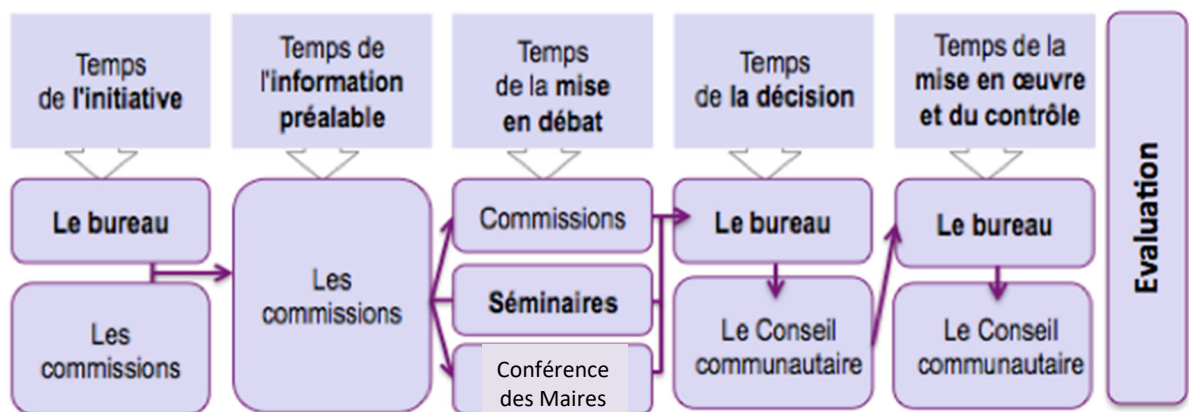 Temps
de l'initiative
Temps de
l'information
préalable
Temps
de la mise
en débat
Temps
de la décision
Temps de la
mise en œuvre
et du contrôle
Evaluation
Le bureau
Les
commissions
Les
commissions
Commissions
Séminaires
Conférence
des Maires
Le bureau
Le Conseil
communautaire
Le bureau
Le Conseil
communautaire